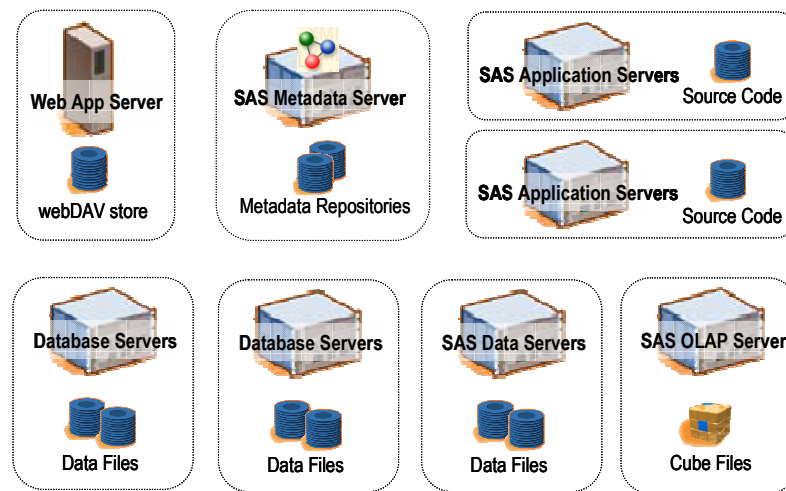 Web App Server
webDAV store
SAS Metadata Server
Metadata Repositories
SAS Application Servers
Source Code
SAS Application Servers
Source Code
Database Servers
Data Files
Database Servers
Data Files
SAS Data Servers
Data Files
SAS OLAP Server
Cube Files